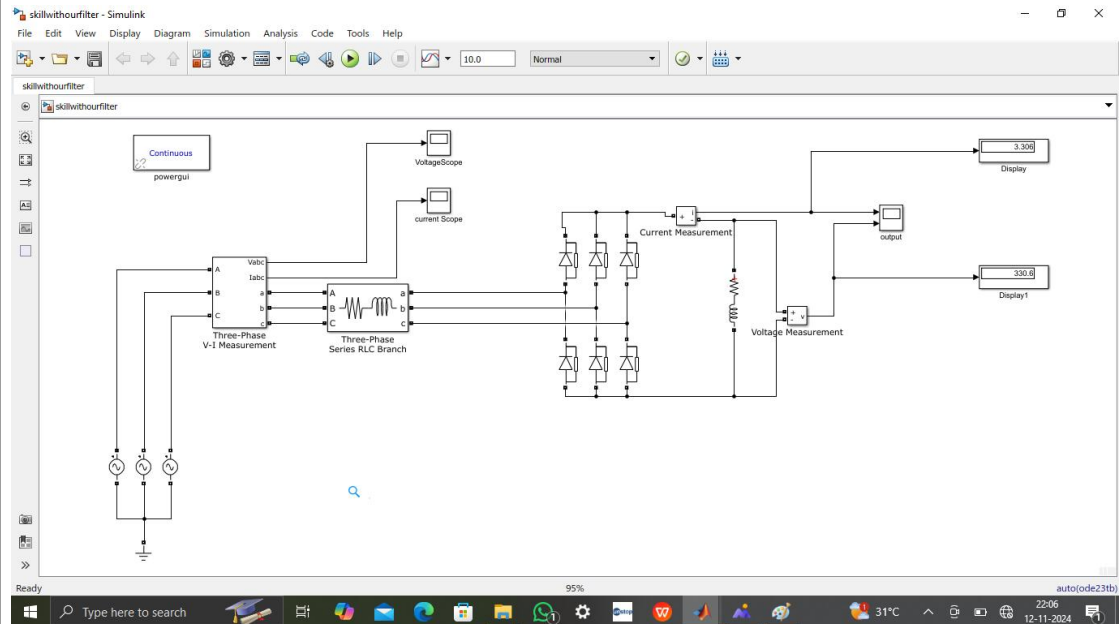 skillwithourfilter - Simulink
File Edit View Display Diagram Simulation Analysis Code Tools Help
10.0
Normal
skillwithourfilter
skillwithourfilter
Continuous
powergui
VoltageScope
current Scope
3.306
Display
output
Current Measurement
330.6
Display1
A
B
C
Vabc
Iabc
a
b
c
Three-Phase
V-I Measurement
A
B
C
a
b
c
Three-Phase
Series RLC Branch
+
-
i
+
-
v
Voltage Measurement
Ready
95%
auto(ode23tb)
Type here to search
31°C
22:06
12-11-2024